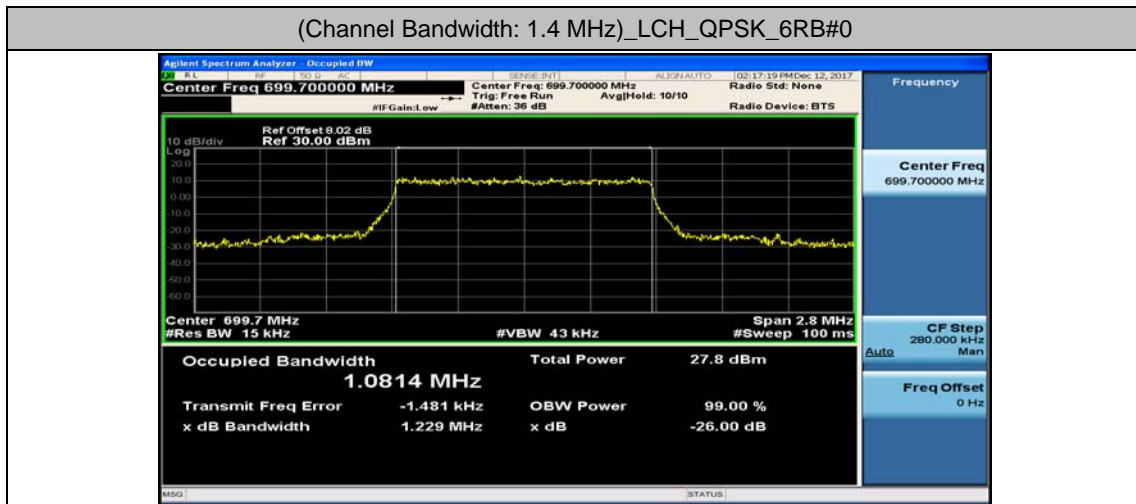 (Channel Bandwidth: 1.4 MHz)_LCH_QPSK_6RB#0
Agilent Spectrum Analyzer - Occupied BW
RL RF 50 Ω AC SENSE:INT ALIGNAUTO 02:17:19 PM Dec 12, 2017
Center Freq 699.700000 MHz Center Freq: 699.700000 MHz Radio Std: None
Trig: Free Run Avg|Hold: 10/10
#IFGain:Low #Atten: 36 dB Radio Device: BTS
Ref Offset 8.02 dB
10 dB/div Ref 30.00 dBm
Log
20.0
10.0
0.00
-10.0
-20.0
-30.0
-40.0
-50.0
-60.0
Center 699.7 MHz Span 2.8 MHz
#Res BW 15 kHz #VBW 43 kHz #Sweep 100 ms
Occupied Bandwidth Total Power 27.8 dBm
1.0814 MHz
Transmit Freq Error -1.481 kHz OBW Power 99.00 %
x dB Bandwidth 1.229 MHz x dB -26.00 dB
MSG STATUS
Frequency
Center Freq
699.700000 MHz
CF Step
280.000 kHz
Auto Man
Freq Offset
0 Hz